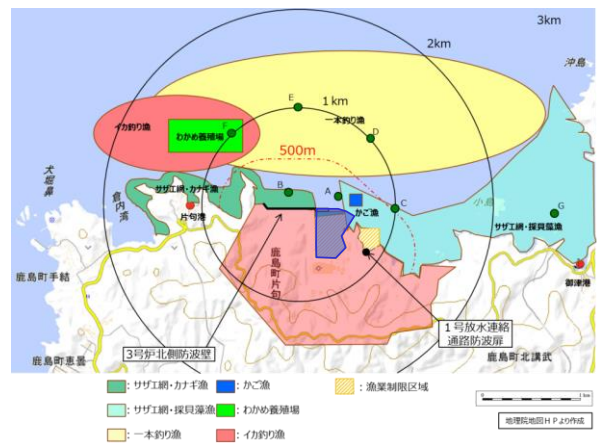 3km
2km
沖島
E
1km
一本釣り漁
D
イカ釣り漁
F
わかめ養殖場
500m
犬堀鼻
倉内湾
サザエ網・カナギ漁
B
A
片句港
かご漁
C
小島
G
サザエ網・採貝藻漁
鹿島町手結
鹿島町片句
御津港
3号炉北側防波壁
1号放水連絡
通路防波扉
鹿島町恵曇
鹿島町北講武
:サザエ網・カナギ漁
:かご漁
:漁業制限区域
:サザエ網・採貝藻漁
:わかめ養殖場
:一本釣り漁
:イカ釣り漁
0
1km
地理院地図HPより作成